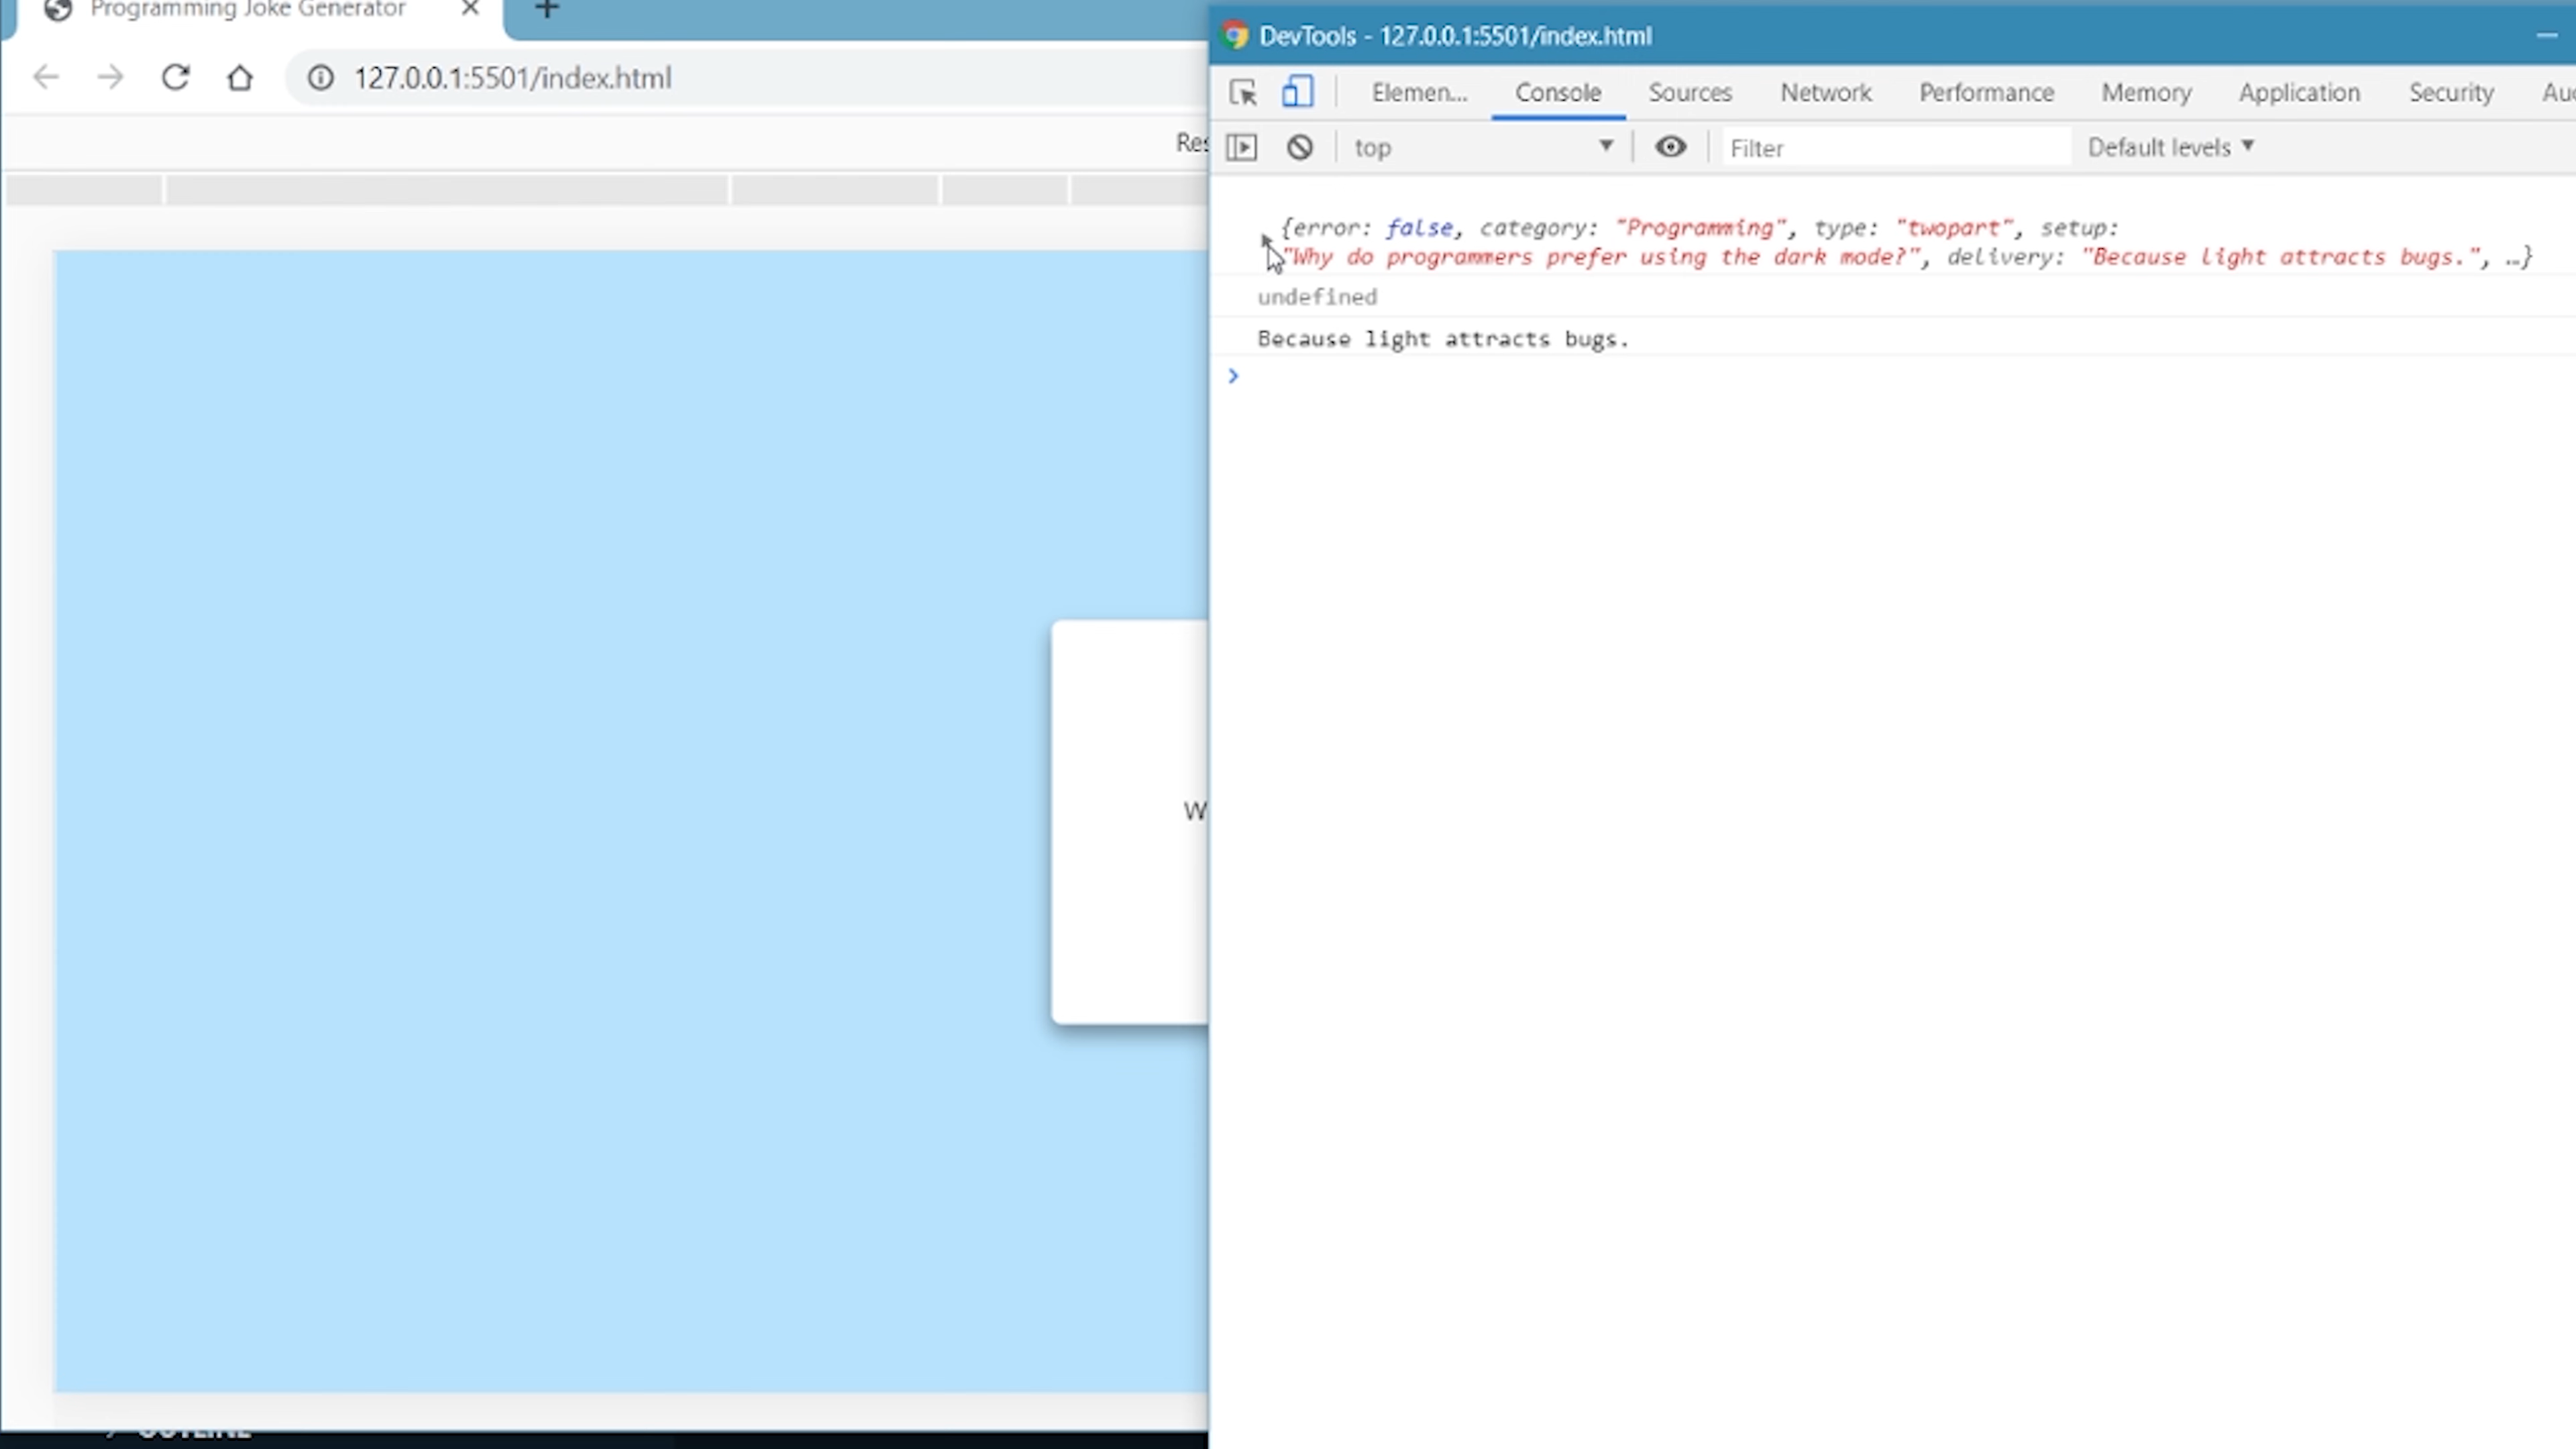 Programming Joke Generator
127.0.0.1:5501/index.html
DevTools - 127.0.0.1:5501/index.html
Elemen... Console Sources Network Performance Memory Application Security
top Filter Default levels
Res
{error: false, category: "Programming", type: "twopart", setup:
"Why do programmers prefer using the dark mode?", delivery: "Because light attracts bugs.", …}
undefined
Because light attracts bugs.
W
OUTLINE